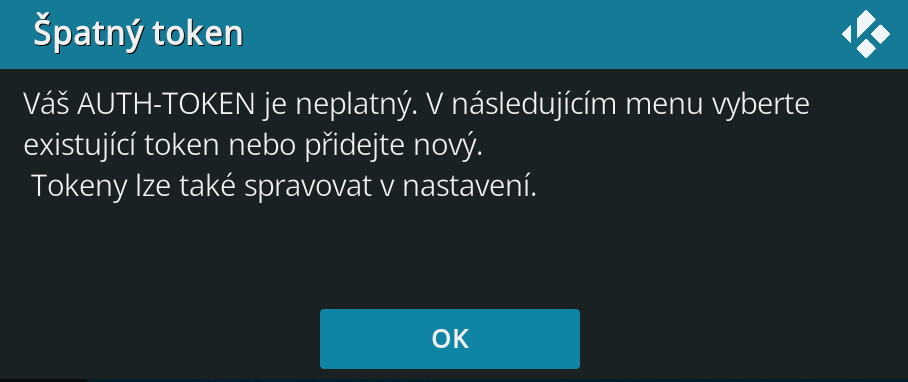 Špatný token
Váš AUTH-TOKEN je neplatný. V následujícím menu vyberte
existující token nebo přidejte nový.
Tokeny lze také spravovat v nastavení.
OK